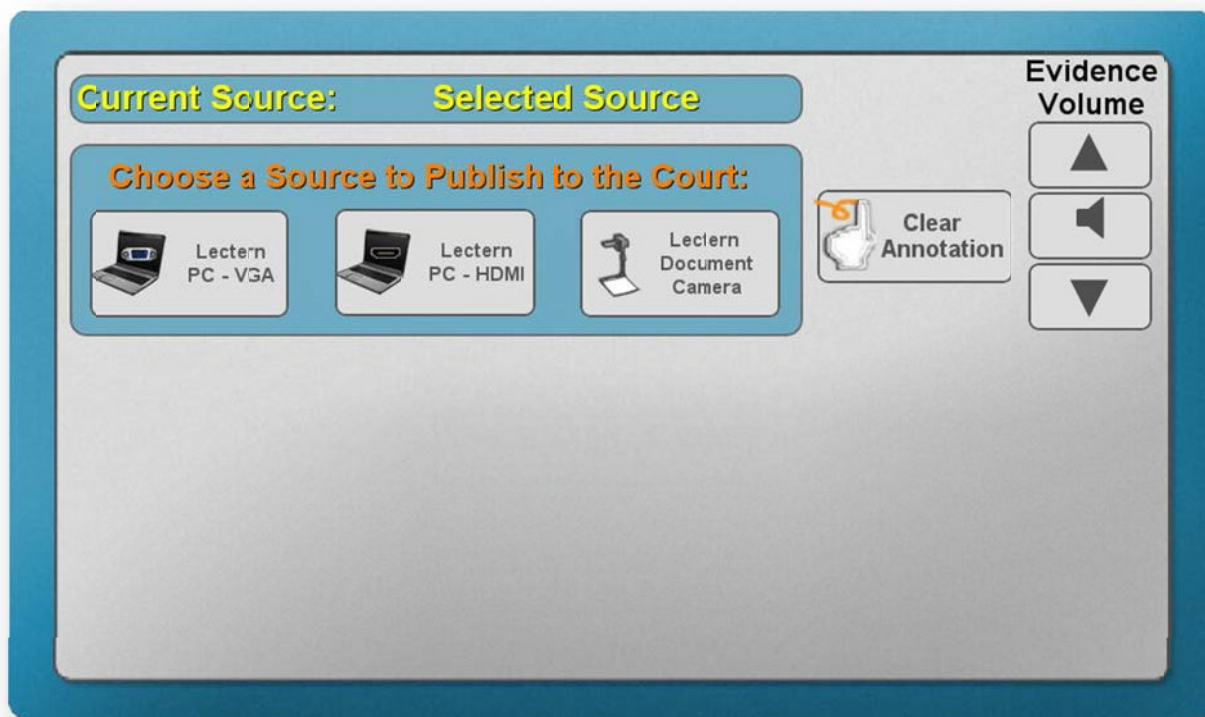 Current Source: Selected Source
Evidence
Volume
Choose a Source to Publish to the Court:
Lectern
PC - VGA
Lectern
PC - HDMI
Lectern
Document
Camera
Clear
Annotation